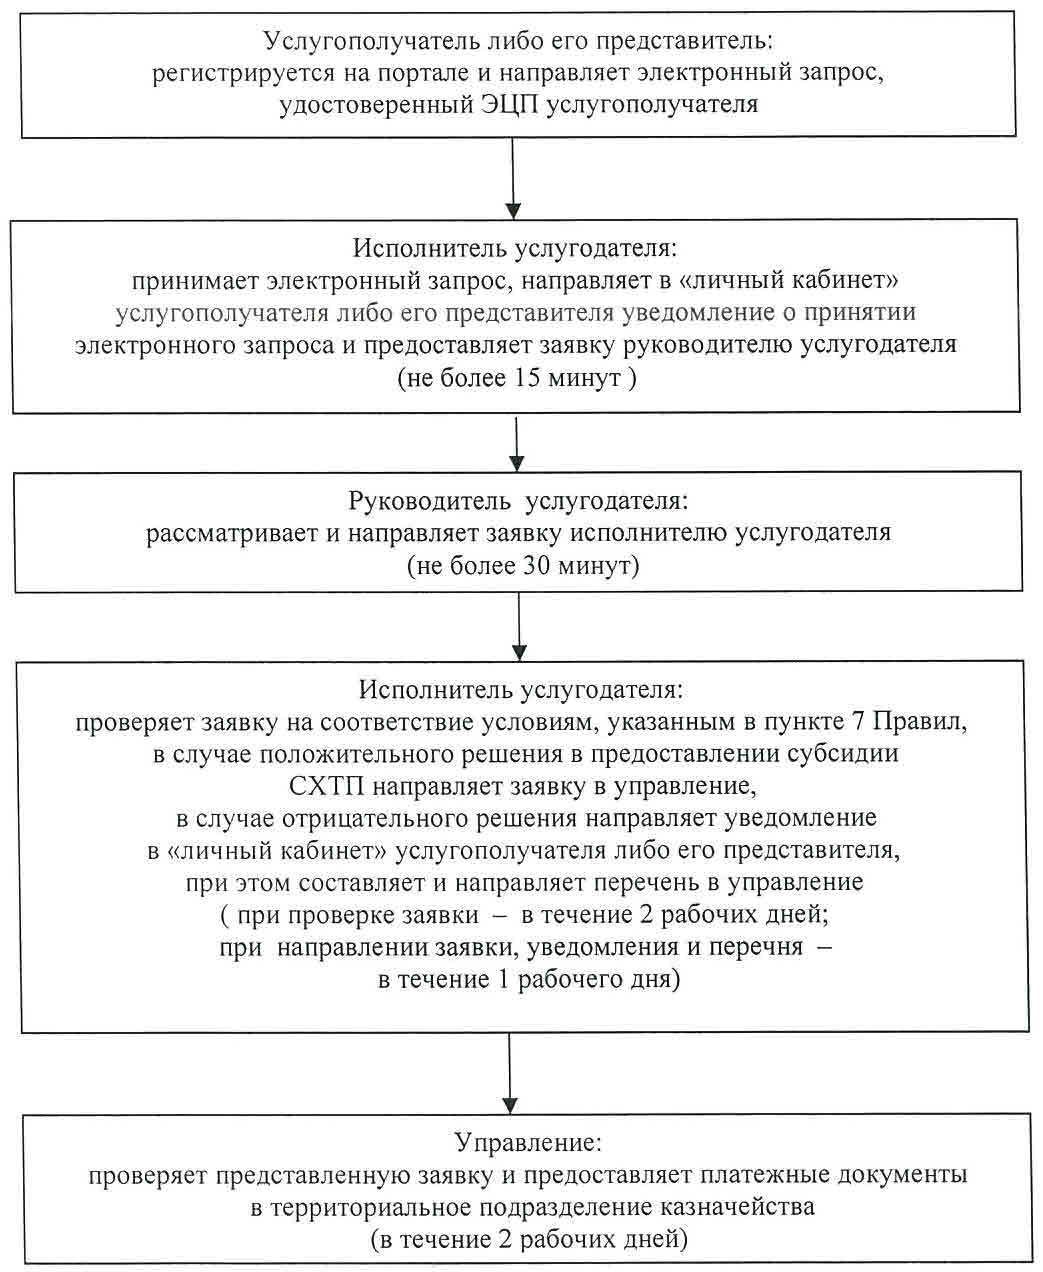 Услугополучатель либо его представитель:
регистрируется на портале и направляет электронный запрос,
удостоверенный ЭЦП услугополучателя
Исполнитель услугодателя:
принимает электронный запрос, направляет в «личный кабинет»
услугополучателя либо его представителя уведомление о принятии
электронного запроса и предоставляет заявку руководителю услугодателя
(не более 15 минут )
Руководитель услугодателя:
рассматривает и направляет заявку исполнителю услугодателя
(не более 30 минут)
Исполнитель услугодателя:
проверяет заявку на соответствие условиям, указанным в пункте 7 Правил,
в случае положительного решения в предоставлении субсидии
СХТП направляет заявку в управление,
в случае отрицательного решения направляет уведомление
в «личный кабинет» услугополучателя либо его представителя,
при этом составляет и направляет перечень в управление
( при проверке заявки – в течение 2 рабочих дней;
при направлении заявки, уведомления и перечня –
в течение 1 рабочего дня)
Управление:
проверяет представленную заявку и предоставляет платежные документы
в территориальное подразделение казначейства
(в течение 2 рабочих дней)